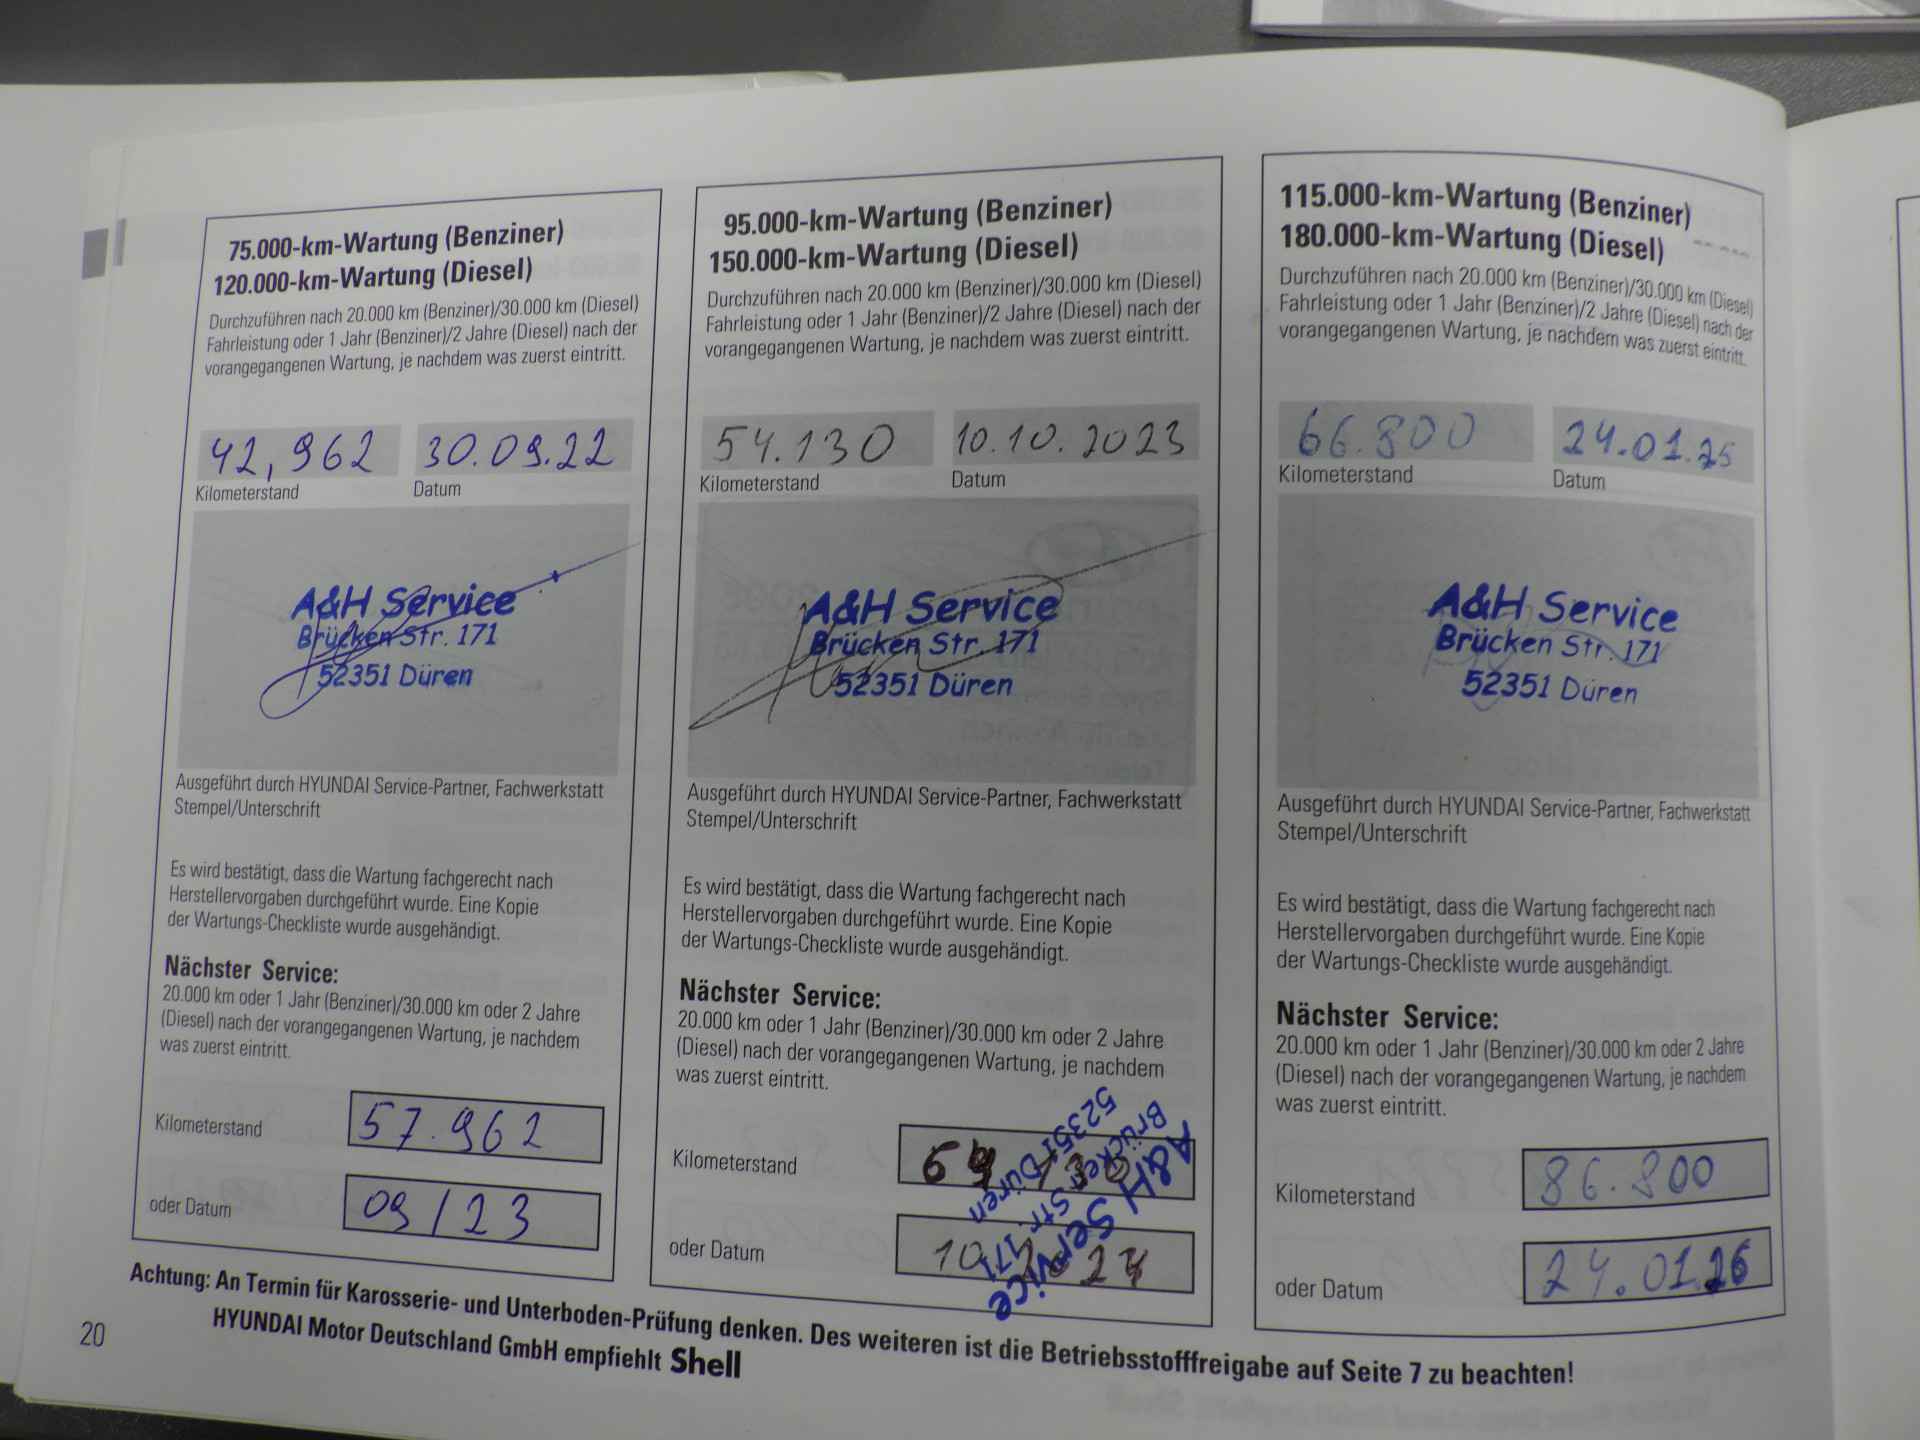 75.000-km-Wartung (Benziner)
120.000-km-Wartung (Diesel)
Durchzuführen nach 20.000 km (Benziner)/30.000 km (Diesel)
Fahrleistung oder 1 Jahr (Benziner)/2 Jahre (Diesel) nach der
vorangegangenen Wartung, je nachdem was zuerst eintritt.
42,962 30.09.22
Kilometerstand Datum
A&H Service
Brücken Str. 171
52351 Düren
Ausgeführt durch HYUNDAI Service-Partner, Fachwerkstatt
Stempel/Unterschrift
Es wird bestätigt, dass die Wartung fachgerecht nach
Herstellervorgaben durchgeführt wurde. Eine Kopie
der Wartungs-Checkliste wurde ausgehändigt.
Nächster Service:
20.000 km oder 1 Jahr (Benziner)/30.000 km oder 2 Jahre
(Diesel) nach der vorangegangenen Wartung, je nachdem
was zuerst eintritt.
Kilometerstand 57.962
oder Datum 09/23
95.000-km-Wartung (Benziner)
150.000-km-Wartung (Diesel)
Durchzuführen nach 20.000 km (Benziner)/30.000 km (Diesel)
Fahrleistung oder 1 Jahr (Benziner)/2 Jahre (Diesel) nach der
vorangegangenen Wartung, je nachdem was zuerst eintritt.
54.130 10.10.2023
Kilometerstand Datum
A&H Service
Brücken Str. 171
52351 Düren
Ausgeführt durch HYUNDAI Service-Partner, Fachwerkstatt
Stempel/Unterschrift
Es wird bestätigt, dass die Wartung fachgerecht nach
Herstellervorgaben durchgeführt wurde. Eine Kopie
der Wartungs-Checkliste wurde ausgehändigt.
Nächster Service:
20.000 km oder 1 Jahr (Benziner)/30.000 km oder 2 Jahre
(Diesel) nach der vorangegangenen Wartung, je nachdem
was zuerst eintritt.
Kilometerstand
oder Datum
A&H Service
Brücken Str. 171
52351 Düren
115.000-km-Wartung (Benziner)
180.000-km-Wartung (Diesel)
Durchzuführen nach 20.000 km (Benziner)/30.000 km (Diesel)
Fahrleistung oder 1 Jahr (Benziner)/2 Jahre (Diesel) nach der
vorangegangenen Wartung, je nachdem was zuerst eintritt.
66.800 24.01.25
Kilometerstand Datum
A&H Service
Brücken Str. 171
52351 Düren
Ausgeführt durch HYUNDAI Service-Partner, Fachwerkstatt
Stempel/Unterschrift
Es wird bestätigt, dass die Wartung fachgerecht nach
Herstellervorgaben durchgeführt wurde. Eine Kopie
der Wartungs-Checkliste wurde ausgehändigt.
Nächster Service:
20.000 km oder 1 Jahr (Benziner)/30.000 km oder 2 Jahre
(Diesel) nach der vorangegangenen Wartung, je nachdem
was zuerst eintritt.
Kilometerstand 86.800
oder Datum 24.01.26
Achtung: An Termin für Karosserie- und Unterboden-Prüfung denken. Des weiteren ist die Betriebsstofffreigabe auf Seite 7 zu beachten!
HYUNDAI Motor Deutschland GmbH empfiehlt Shell
20